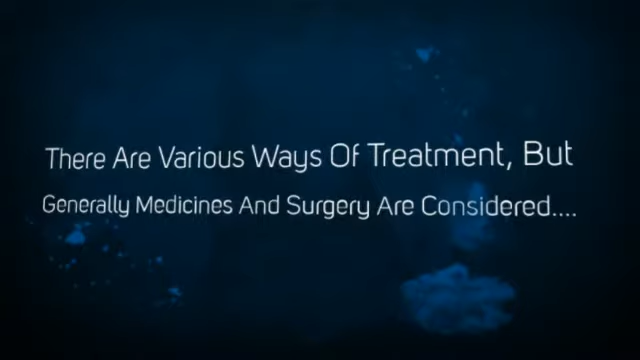 There Are Various Ways Of Treatment, But
Generally Medicines And Surgery Are Considered....